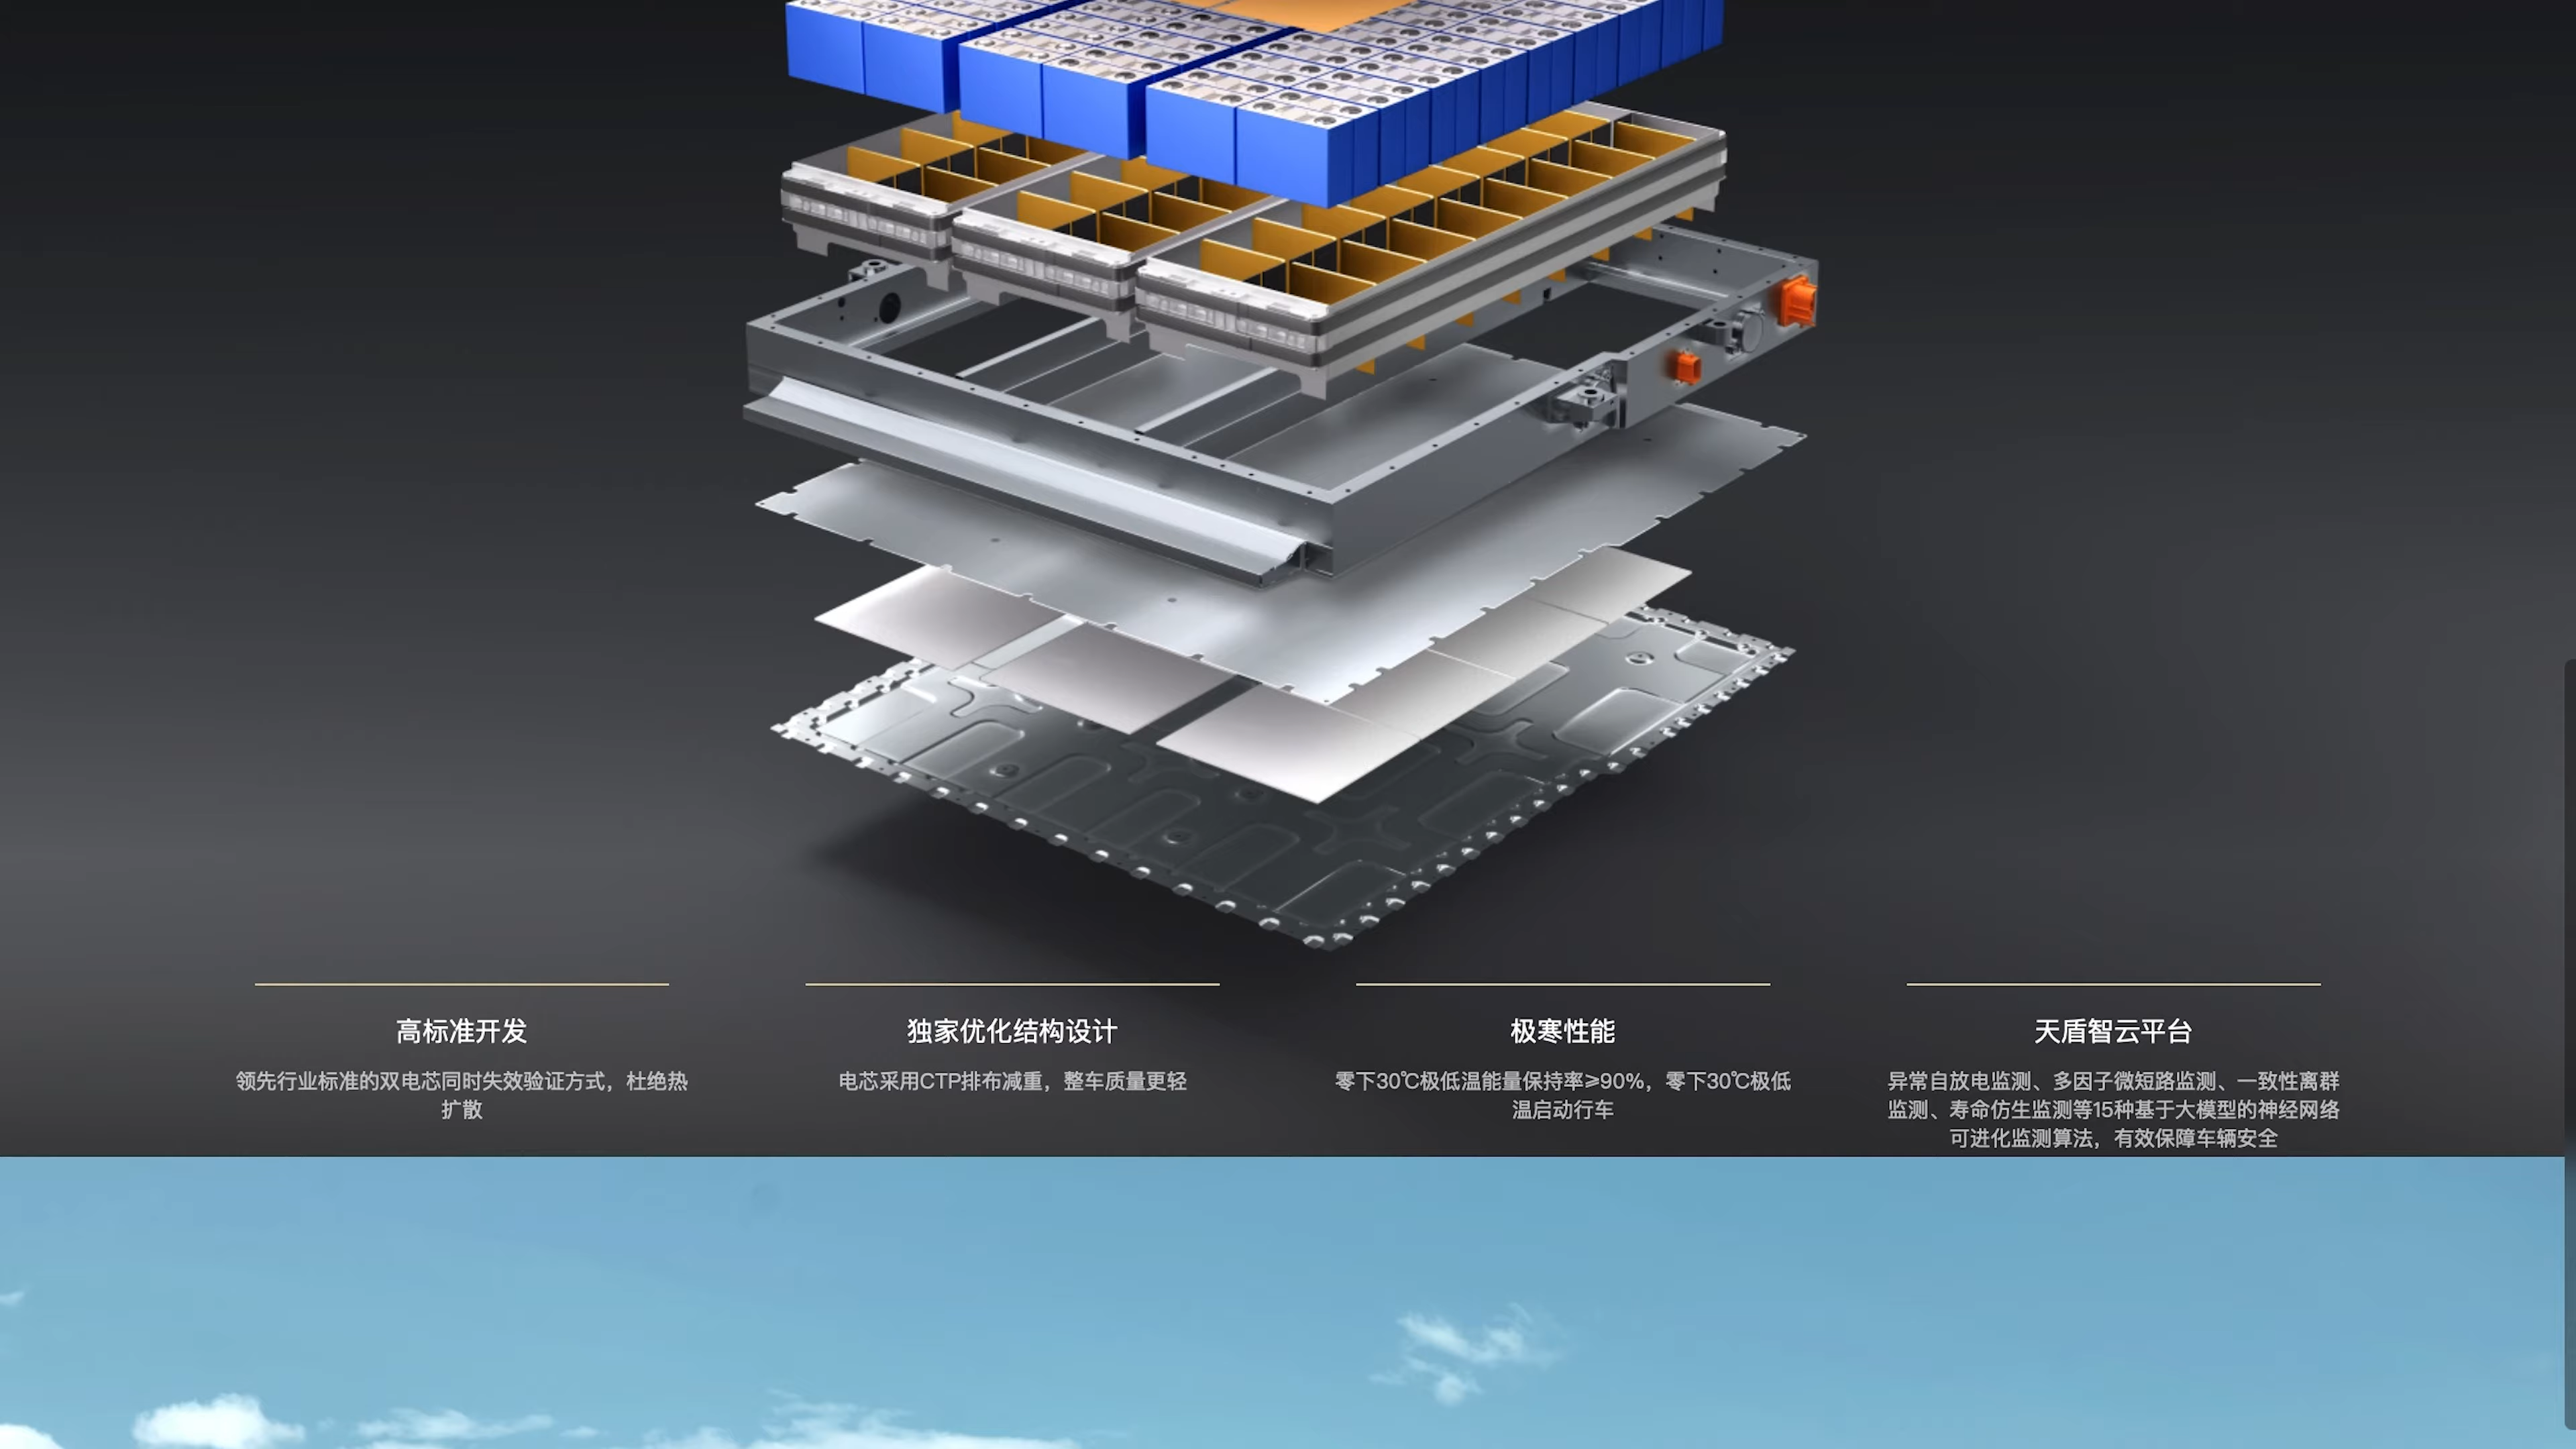 高标准开发
领先行业标准的双电芯同时失效验证方式，杜绝热
扩散
独家优化结构设计
电芯采用CTP排布减重，整车质量更轻
极寒性能
零下30℃极低温能量保持率≥90%，零下30℃极低
温启动行车
天盾智云平台
异常自放电监测、多因子微短路监测、一致性离群
监测、寿命仿生监测等15种基于大模型的神经网络
可进化监测算法，有效保障车辆安全